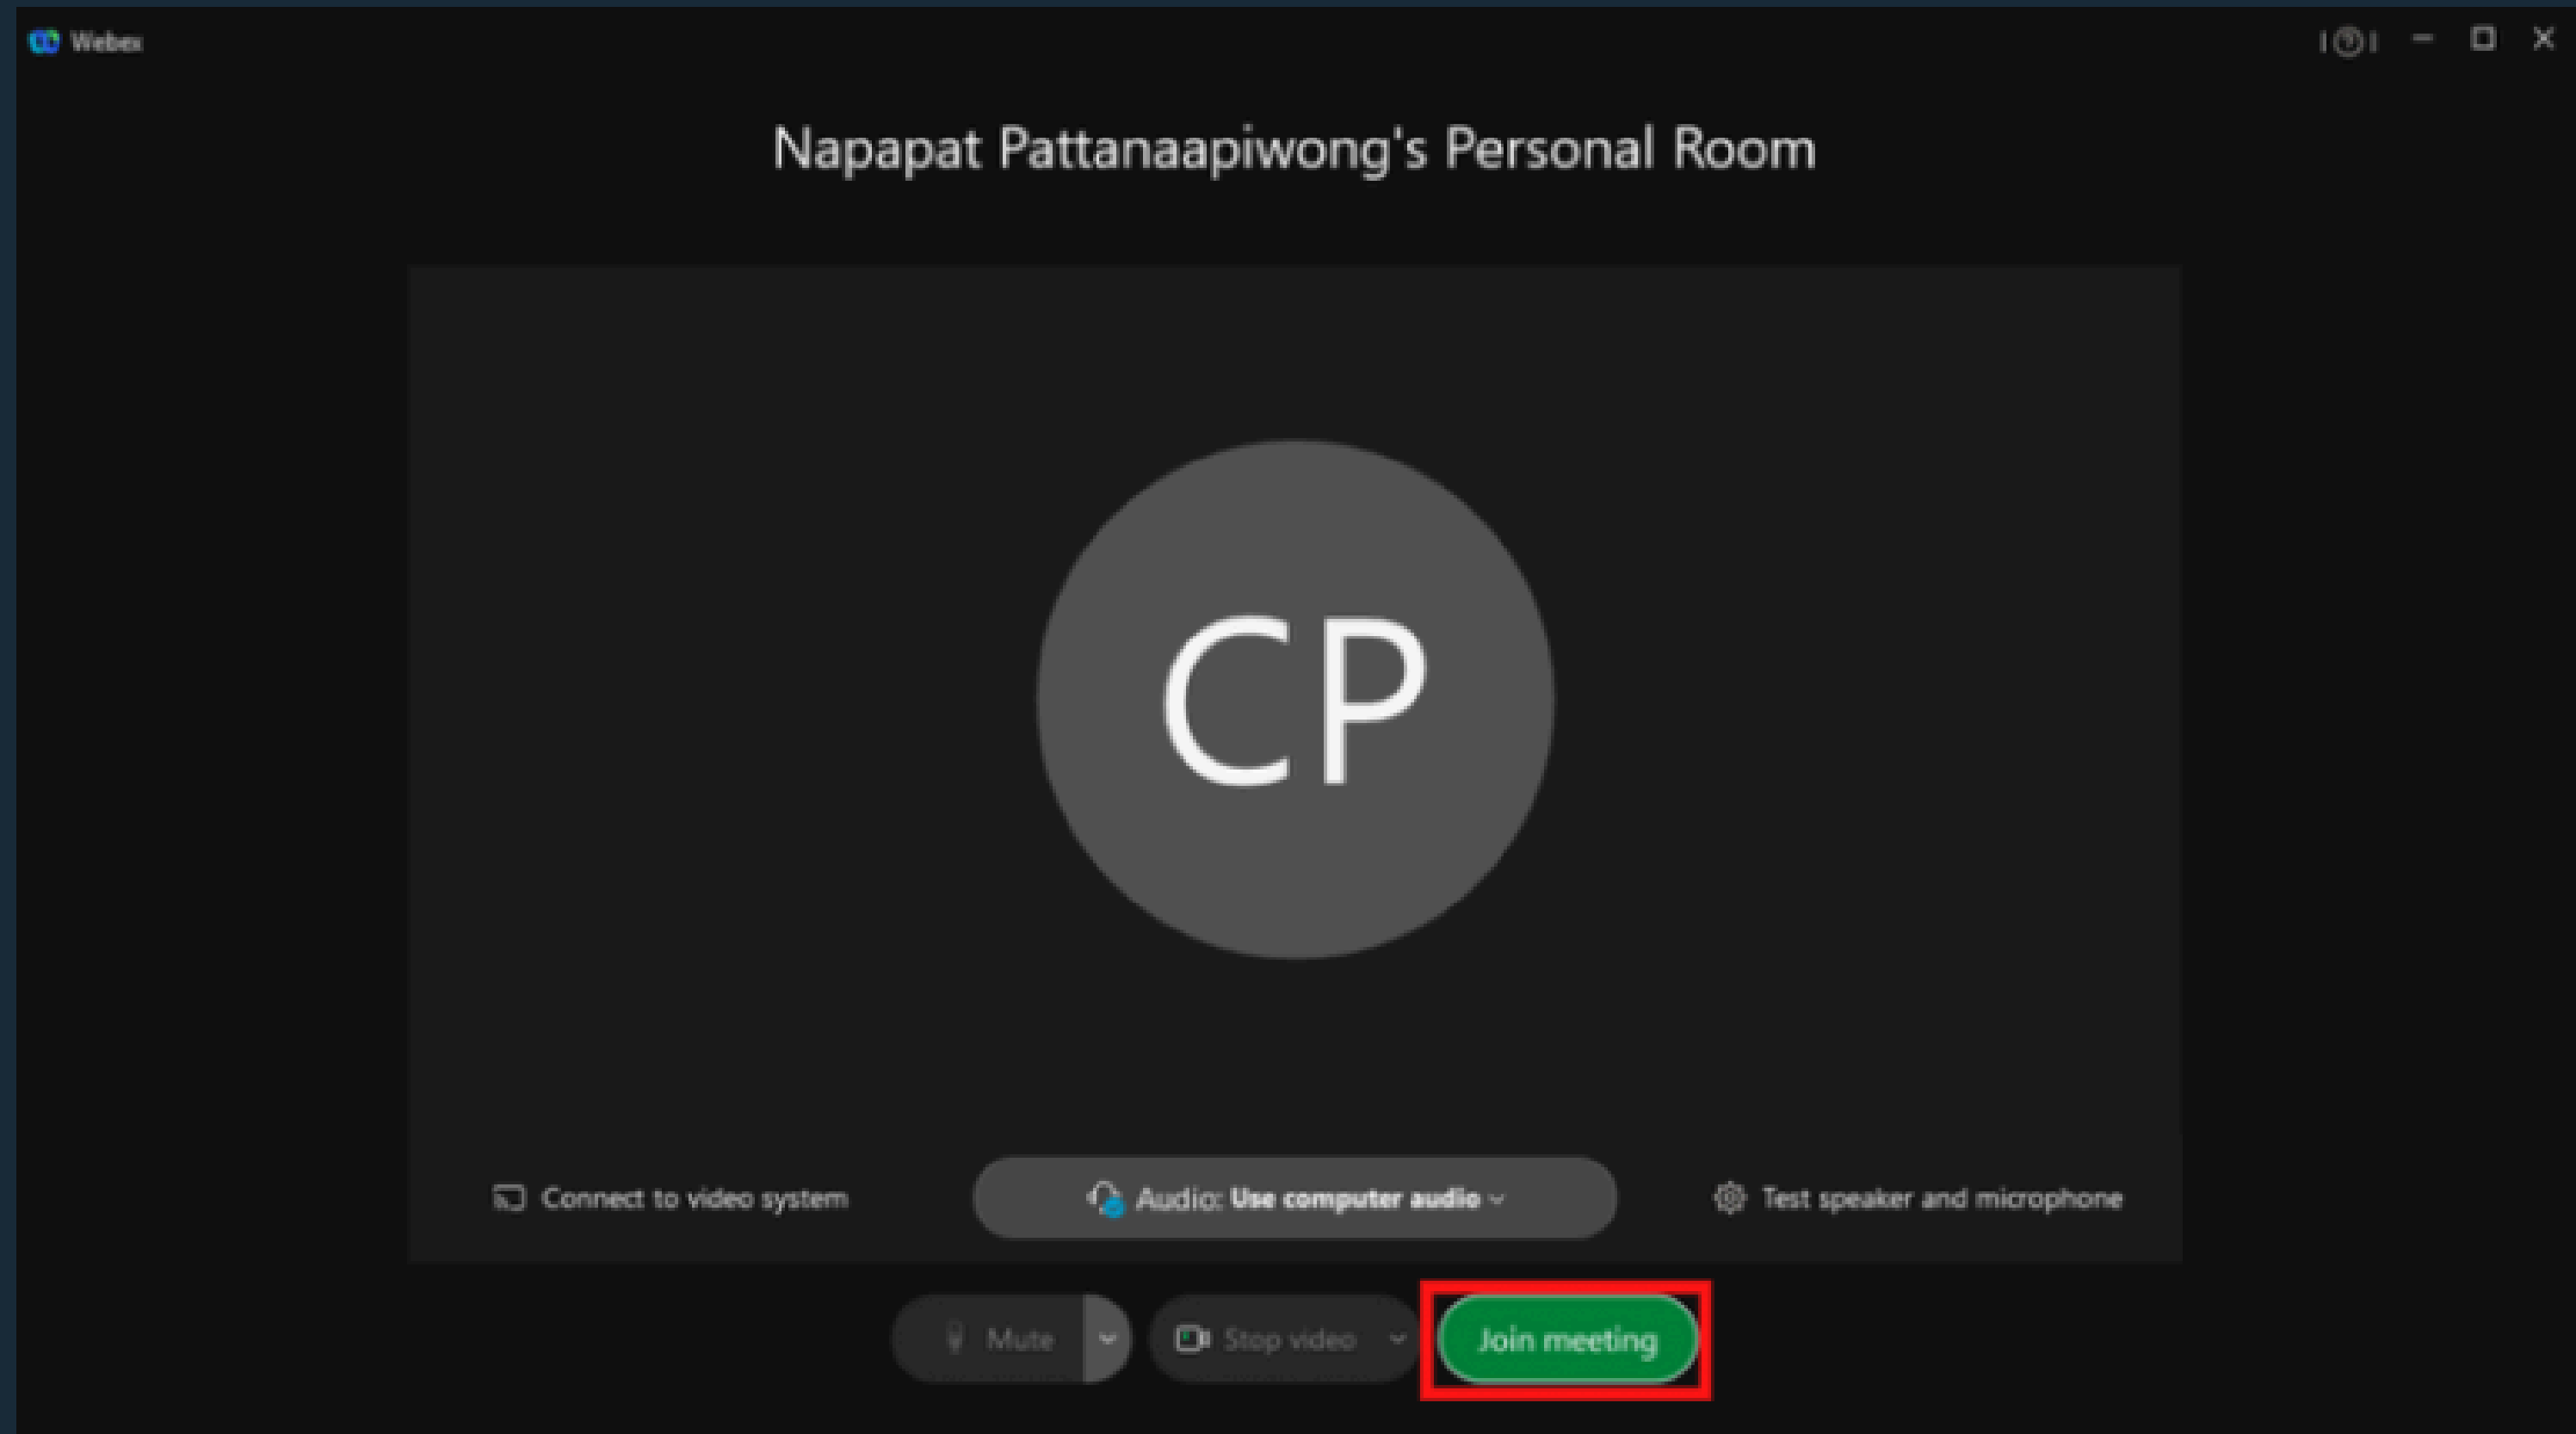 Webex
Napapat Pattanaapiwong's Personal Room
CP
Connect to video system
Audio: Use computer audio
Test speaker and microphone
Mute
Stop video
Join meeting